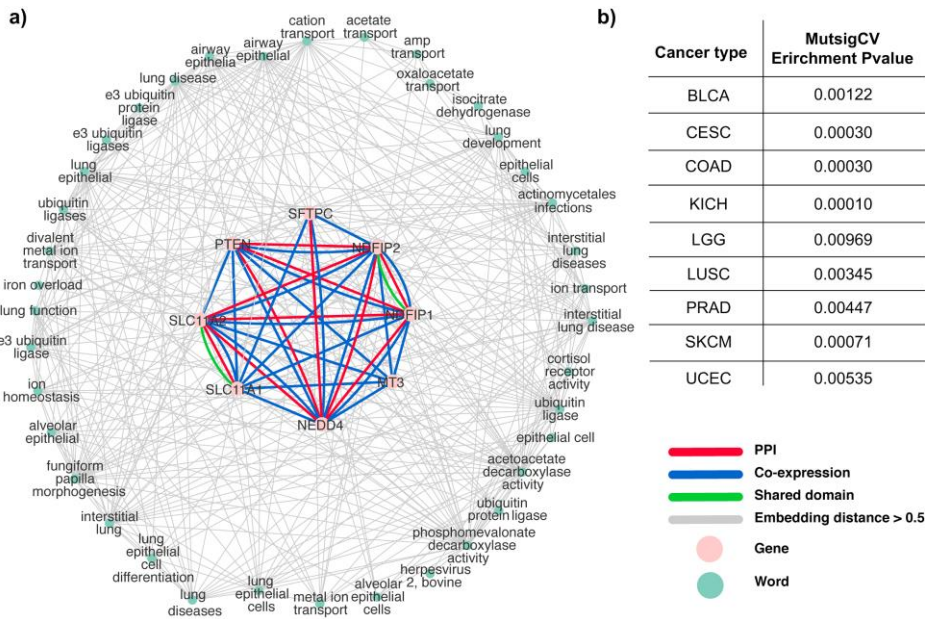 a)
cation
transport
acetate
transport
airway
epithelial
airway
epithelia
amp
transport
lung disease
oxaloacetate
transport
e3 ubiquitin
protein
ligase
isocitrate
dehydrogenase
e3 ubiquitin
ligases
lung
development
lung
epithelial
epithelial
cells
ubiquitin
ligases
actinomycetales
infections
divalent
metal ion
transport
interstitial
lung
diseases
iron overload
ion transport
lung function
interstitial
lung disease
e3 ubiquitin
ligase
cortisol
receptor
activity
ion
homeostasis
ubiquitin
ligase
alveolar
epithelial
epithelial cell
fungiform
papilla
morphogenesis
acetoacetate
decarboxylase
activity
interstitial
lung
ubiquitin
protein ligase
lung
epithelial
cell
differentiation
phosphomevalonate
decarboxylase
activity
herpesvirus
2, bovine
lung
diseases
lung
epithelial
cells
metal ion
transport
alveolar
epithelial
cells
SFTPC
PTEN
NDFIP2
SLC11A2
NDFIP1
SLC11A1
MT3
NEDD4
b)
Cancer type MutsigCV
Erirchment Pvalue
BLCA 0.00122
CESC 0.00030
COAD 0.00030
KICH 0.00010
LGG 0.00969
LUSC 0.00345
PRAD 0.00447
SKCM 0.00071
UCEC 0.00535
PPI
Co-expression
Shared domain
Embedding distance > 0.5
Gene
Word